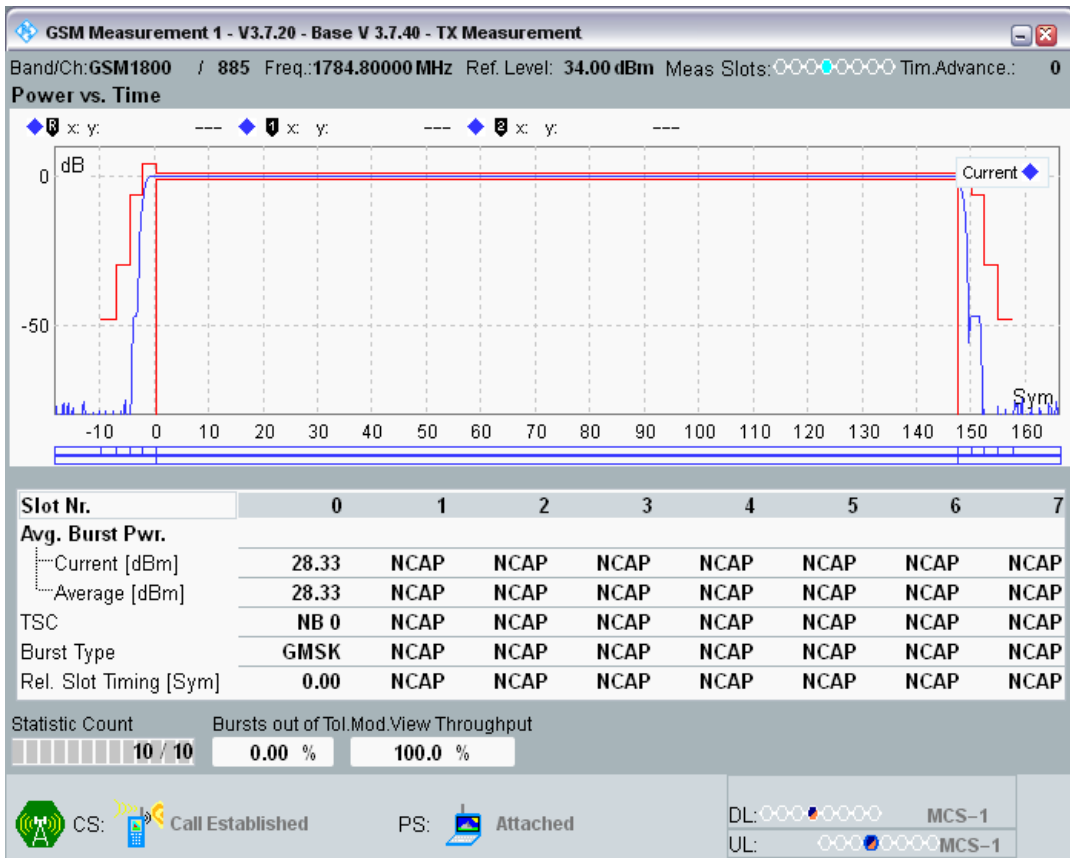 GSM Measurement 1 - V3.7.20 - Base V 3.7.40 - TX Measurement
Band/Ch:GSM1800 / 885 Freq.:1784.80000 MHz Ref. Level: 34.00 dBm Meas Slots: Tim.Advance.: 0
Power vs. Time
R x: y: --- 1 x: y: --- 2 x: y: ---
dB
Current
0
-50
Sym
-10 0 10 20 30 40 50 60 70 80 90 100 110 120 130 140 150 160
Slot Nr. 0 1 2 3 4 5 6 7
Avg. Burst Pwr.
Current [dBm] 28.33 NCAP NCAP NCAP NCAP NCAP NCAP NCAP
Average [dBm] 28.33 NCAP NCAP NCAP NCAP NCAP NCAP NCAP
TSC NB 0 NCAP NCAP NCAP NCAP NCAP NCAP NCAP
Burst Type GMSK NCAP NCAP NCAP NCAP NCAP NCAP NCAP
Rel. Slot Timing [Sym] 0.00 NCAP NCAP NCAP NCAP NCAP NCAP NCAP
Statistic Count Bursts out of Tol.Mod.View Throughput
10 / 10 0.00 % 100.0 %
CS: Call Established PS: Attached
DL: MCS-1
UL: MCS-1